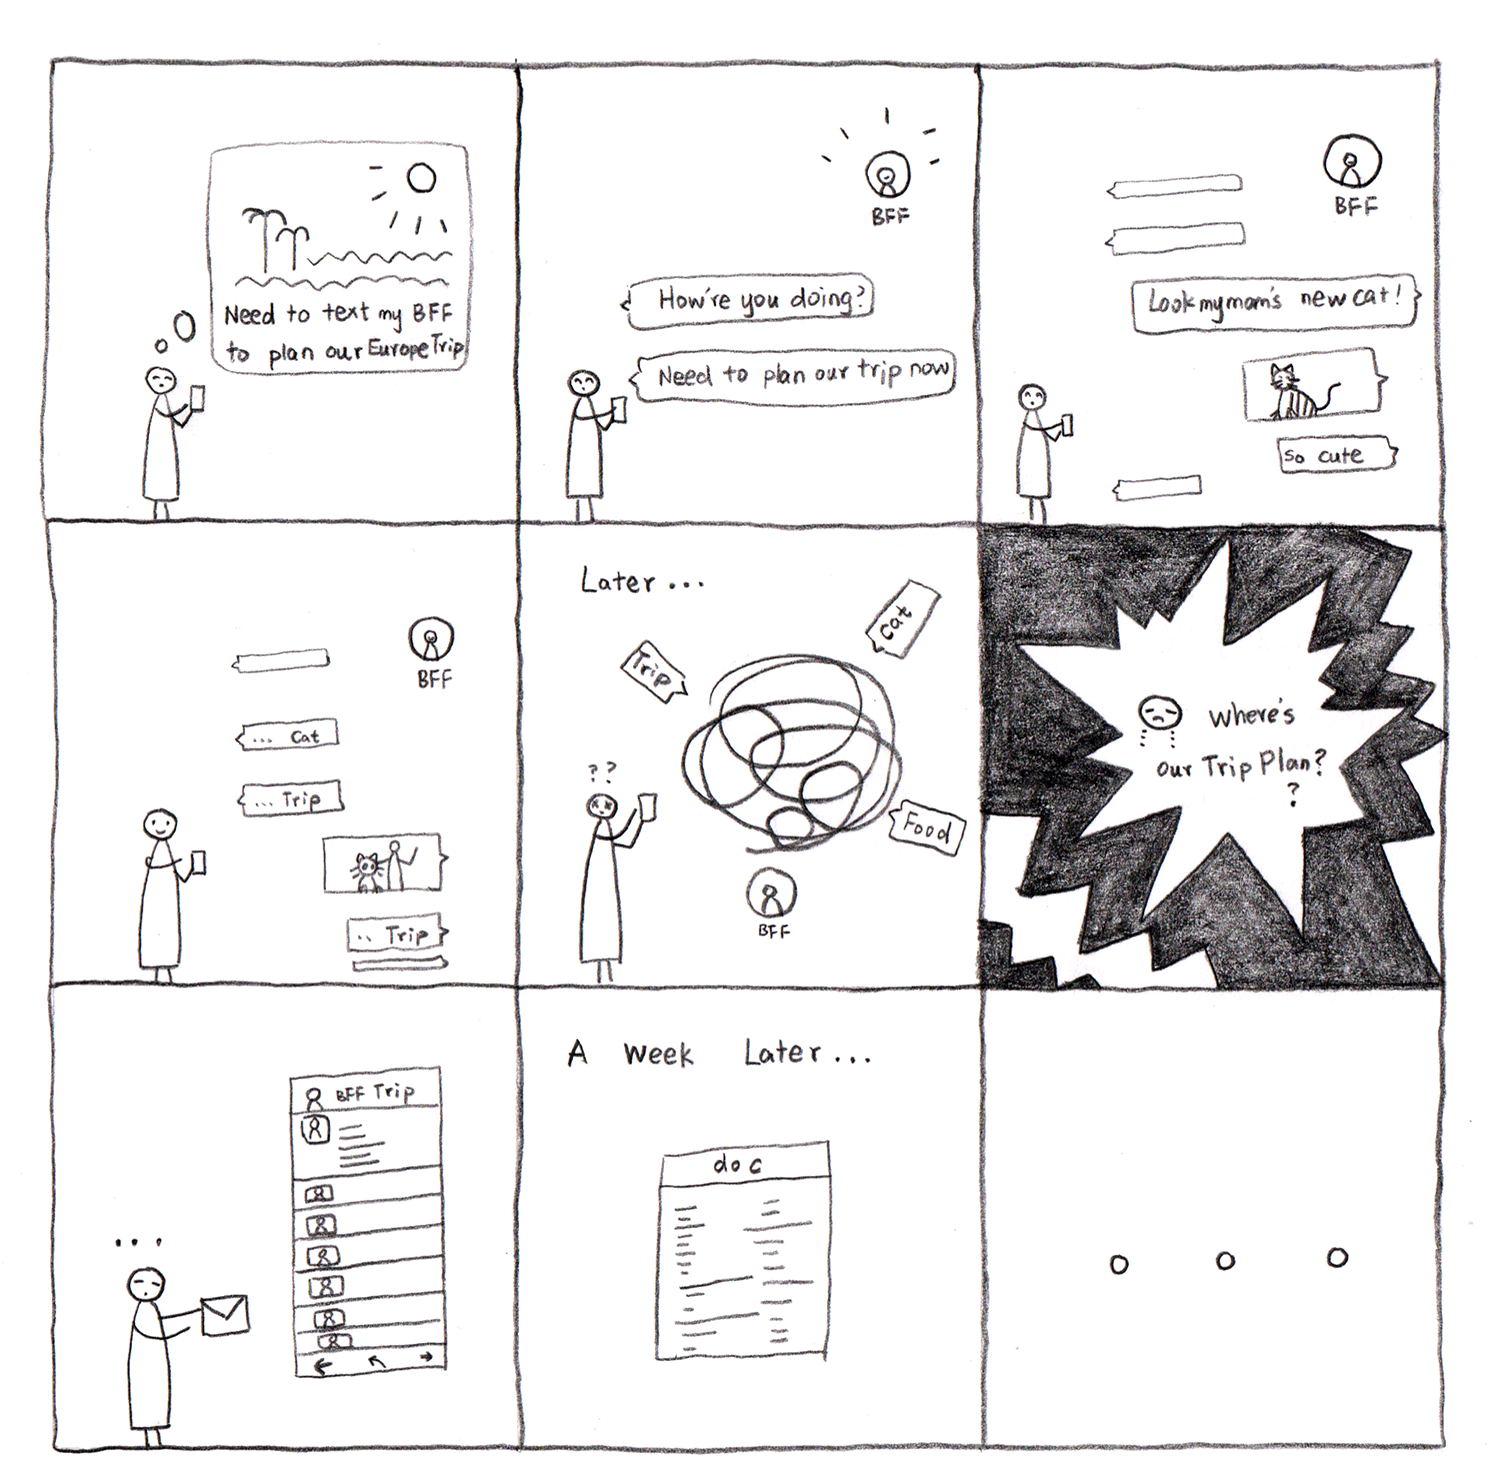 Need to text my BFF
to plan our Europe Trip
BFF
How're you doing?
Need to plan our trip now
BFF
Look my mom's new cat!
so cute
BFF
... Cat
... Trip
.. Trip
Later...
Cat
Trip
??
Food
BFF
Where's
our Trip Plan?
?
...
BFF Trip
A Week Later...
doc